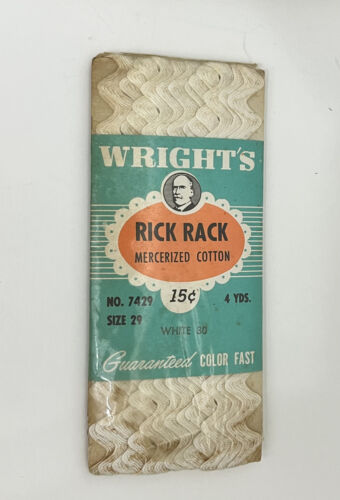 WRIGHT'S
RICK RACK
MERCERIZED COTTON
NO. 7429 15¢ 4 YDS.
SIZE 29
WHITE 30
Guaranteed COLOR FAST